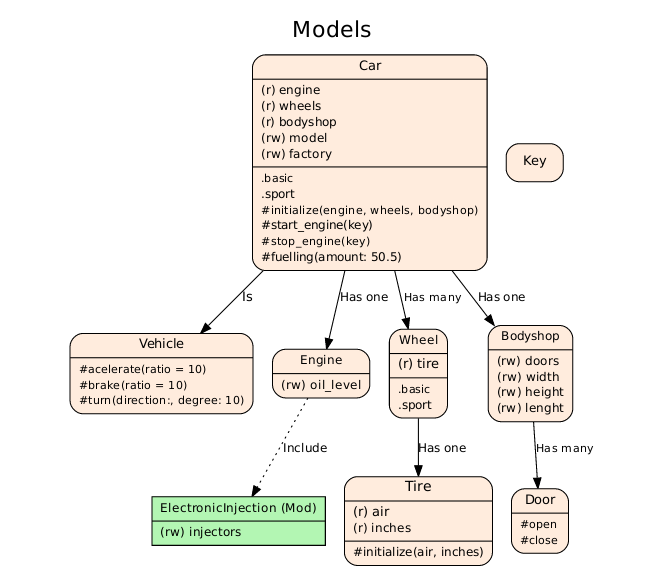 Models
Car
(r) engine
(r) wheels
(r) bodyshop
(rw) model
(rw) factory
.basic
.sport
#initialize(engine, wheels, bodyshop)
#start_engine(key)
#stop_engine(key)
#fuelling(amount: 50.5)
Key
Is
Has one
Has many
Has one
Vehicle
#acelerate(ratio = 10)
#brake(ratio = 10)
#turn(direction:, degree: 10)
Engine
(rw) oil_level
Wheel
(r) tire
.basic
.sport
Bodyshop
(rw) doors
(rw) width
(rw) height
(rw) lenght
Include
Has one
Has many
ElectronicInjection (Mod)
(rw) injectors
Tire
(r) air
(r) inches
#initialize(air, inches)
Door
#open
#close